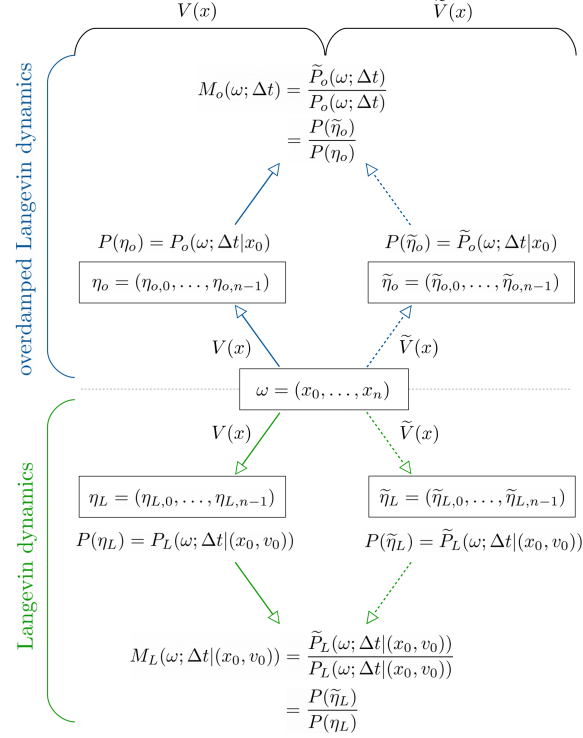 V(x) Ṽ(x)
overdamped Langevin dynamics
M_o(ω; Δt) = P̃_o(ω; Δt) / P_o(ω; Δt)
= P(η̃_o) / P(η_o)
P(η_o) = P_o(ω; Δt|x_0) P(η̃_o) = P̃_o(ω; Δt|x_0)
η_o = (η_{o,0}, . . . , η_{o,n−1}) η̃_o = (η̃_{o,0}, . . . , η̃_{o,n−1})
V(x) Ṽ(x)
ω = (x_0, . . . , x_n)
V(x) Ṽ(x)
Langevin dynamics
η_L = (η_{L,0}, . . . , η_{L,n−1}) η̃_L = (η̃_{L,0}, . . . , η̃_{L,n−1})
P(η_L) = P_L(ω; Δt|(x_0, v_0)) P(η̃_L) = P̃_L(ω; Δt|(x_0, v_0))
M_L(ω; Δt|(x_0, v_0)) = P̃_L(ω; Δt|(x_0, v_0)) / P_L(ω; Δt|(x_0, v_0))
= P(η̃_L) / P(η_L)